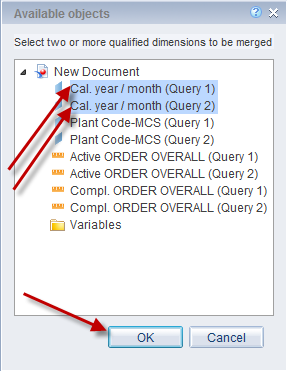 Available objects
Select two or more qualified dimensions to be merged
New Document
Cal. year / month (Query 1)
Cal. year / month (Query 2)
Plant Code-MCS (Query 1)
Plant Code-MCS (Query 2)
Active ORDER OVERALL (Query 1)
Active ORDER OVERALL (Query 2)
Compl. ORDER OVERALL (Query 1)
Compl. ORDER OVERALL (Query 2)
Variables
OK
Cancel